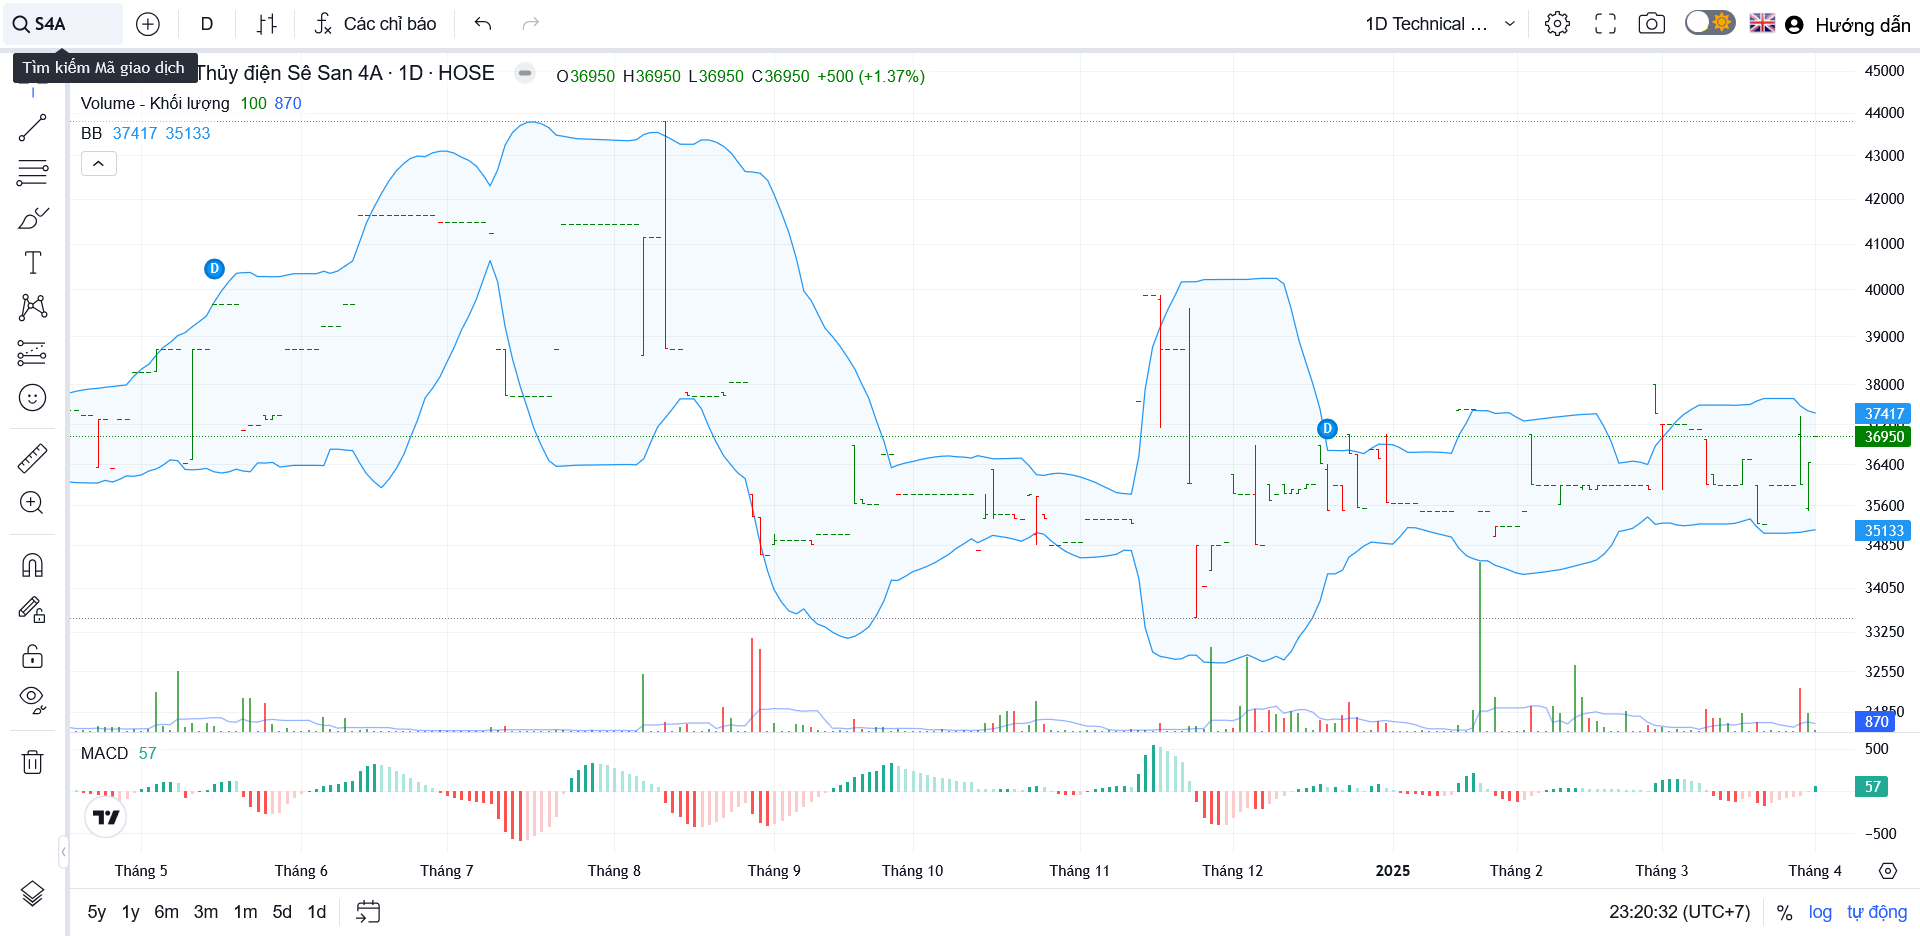 S4A
D
Các chỉ báo
1D Technical ...
Hướng dẫn
Tìm kiếm Mã giao dịch
Thủy điện Sê San 4A · 1D · HOSE
O36950 H36950 L36950 C36950 +500 (+1.37%)
Volume - Khối lượng 100 870
BB 37417 35133
D
D
45000
44000
43000
42000
41000
40000
39000
38000
37417
36950
36400
35600
35133
34850
34050
33250
32550
31850
870
MACD 57
500
57
−500
Tháng 5 Tháng 6 Tháng 7 Tháng 8 Tháng 9 Tháng 10 Tháng 11 Tháng 12 2025 Tháng 2 Tháng 3 Tháng 4
5y 1y 6m 3m 1m 5d 1d
23:20:32 (UTC+7)
%
log
tự động